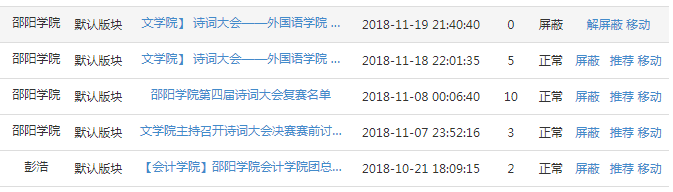 邵阳学院 默认版块 文学院】 诗词大会——外国语学院 ... 2018-11-19 21:40:40 0 屏蔽 解屏蔽 移动
邵阳学院 默认版块 文学院】 诗词大会——外国语学院 ... 2018-11-18 22:01:35 5 正常 屏蔽 推荐 移动
邵阳学院 默认版块 邵阳学院第四届诗词大会复赛名单 2018-11-08 00:06:40 10 正常 屏蔽 推荐 移动
邵阳学院 默认版块 文学院主持召开诗词大会决赛赛前讨... 2018-11-07 23:52:16 3 正常 屏蔽 推荐 移动
彭浩 默认版块 【会计学院】邵阳学院会计学院团总... 2018-10-21 18:09:15 2 正常 屏蔽 推荐 移动